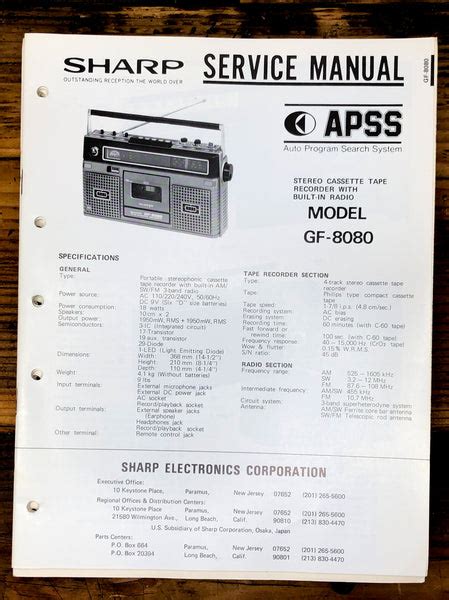 SHARP
OUTSTANDING RECEPTION THE WORLD OVER
SERVICE MANUAL
GF-8080
APSS
Auto Program Search System
STEREO CASSETTE TAPE
RECORDER WITH
BUILT-IN RADIO
MODEL
GF-8080
SPECIFICATIONS
GENERAL
Type: Portable stereophonic cassette
tape recorder with built-in AM/
SW/FM 3-band radio
Power source: AC 110/220/240V, 50/60Hz
DC 9V (Six "D" size batteries)
Power consumption: 18 watts
Speakers: 10 cm x 2
Output power: 1950mW, RMS + 1950mW, RMS
Semiconductors: 3-IC (Integrated circuit)
17-Transistor
19 aux. transistor
29-Diode
1-LED (Light Emitting Diode)
Dimensions: Width: 368 mm (14-1/2")
Height: 210 mm (8-1/4")
Depth: 110 mm (4-1/4")
Weight: 4.1 kg (Without batteries)
9 lbs
Input terminals: External microphone jacks
External DC power jack
AC socket
Record/playback socket
Output terminals: External speaker jacks
(Earphone)
Headphones jack
Record/playback socket
Other terminal: Remote control jack
TAPE RECORDER SECTION
Type: 4-track stereo cassette tape
recorder
Tape: Philips type compact cassette
tape
Tape speed: 1-7/8 i.p.s. (4.8 cm/sec.)
Recording system: AC bias
Erasing system: DC erasing
Recording time: 60 minutes (with C-60 tape)
Fast forward or
rewind time: 100 sec. (with C-60 tape)
Frequency response: 40 – 15,000 Hz (CrO2 tape)
Wow & flutter: 0.15% W.R.M.S.
S/N ratio: 45 dB
RADIO SECTION
Frequency range: AM 525 - 1605 kHz
SW 3.2 – 12 MHz
FM 87.6 – 108 MHz
Intermediate frequency: AM/SW 455 kHz
FM 10.7 MHz
Circuit system: 3-band superheterodyne system
Antenna: AM/SW Ferrite core bar antenna
SW/FM Telescopic rod antenna
SHARP ELECTRONICS CORPORATION
Executive Office:
10 Keystone Place, Paramus, New Jersey 07652 (201) 265-5600
Regional Offices & Distribution Centers:
10 Keystone Place, Paramus, New Jersey 07652 (201) 265-5600
21580 Wilmington Ave., Long Beach, Calif. 90810 (213) 830-4470
U.S. Subsidiary of Sharp Corporation, Osaka, Japan
Parts Centers:
P.O. Box 664 Paramus, New Jersey 07652 (201) 265-5600
P.O. Box 20394 Long Beach, Calif. 90801 (213) 830-4470